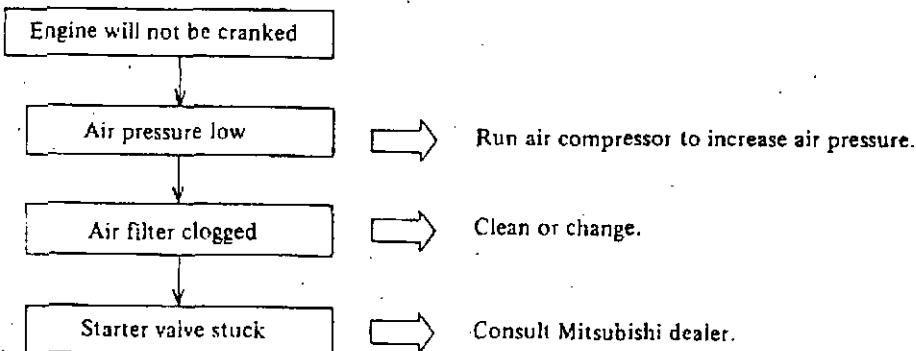 Engine will not be cranked
Air pressure low
Run air compressor to increase air pressure.
Air filter clogged
Clean or change.
Starter valve stuck
Consult Mitsubishi dealer.